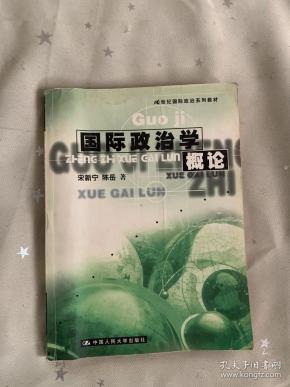 21世纪国际政治系列教材
Guo ji
国际政治学
ZHENG ZHI XUE GAI LUN
概论
宋新宁 陈岳 著
XUE GAI LUN
ZHI
中国人民大学出版社
孔夫子旧书网